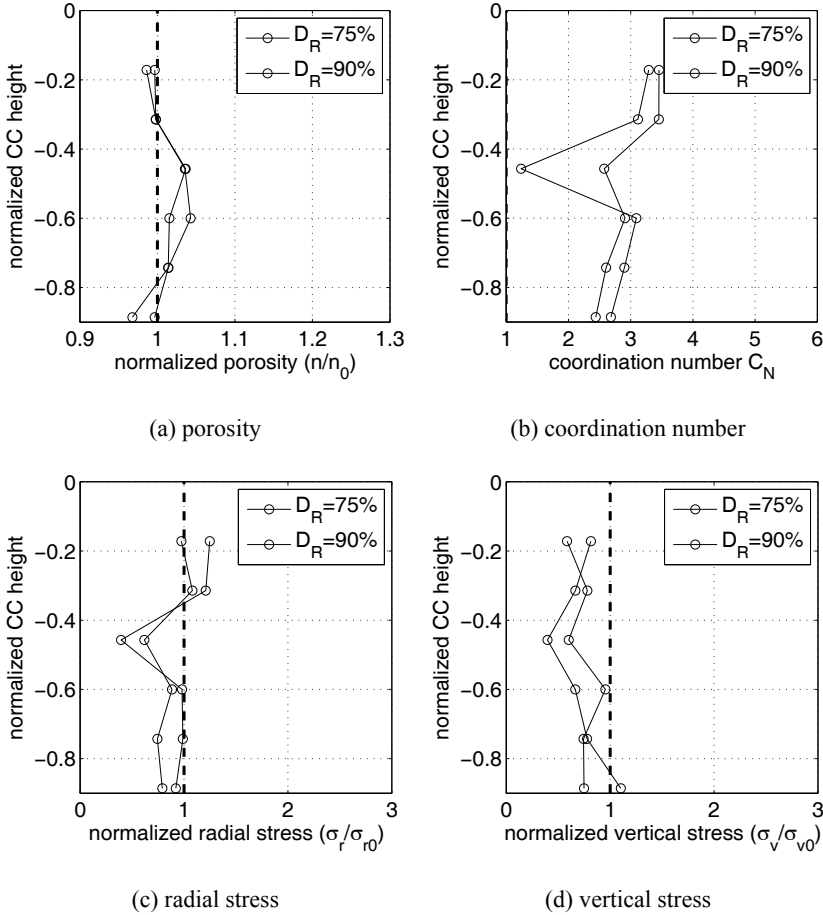 0
−0.2
−0.4
−0.6
−0.8
normalized CC height
D_R=75%
D_R=90%
0.9 1 1.1 1.2 1.3
normalized porosity (n/n_0)
(a) porosity
0
−0.2
−0.4
−0.6
−0.8
normalized CC height
D_R=75%
D_R=90%
1 2 3 4 5 6
coordination number C_N
(b) coordination number
0
−0.2
−0.4
−0.6
−0.8
normalized CC height
D_R=75%
D_R=90%
0 1 2 3
normalized radial stress (σ_r/σ_r0)
(c) radial stress
0
−0.2
−0.4
−0.6
−0.8
normalized CC height
D_R=75%
D_R=90%
0 1 2 3
normalized vertical stress (σ_v/σ_v0)
(d) vertical stress